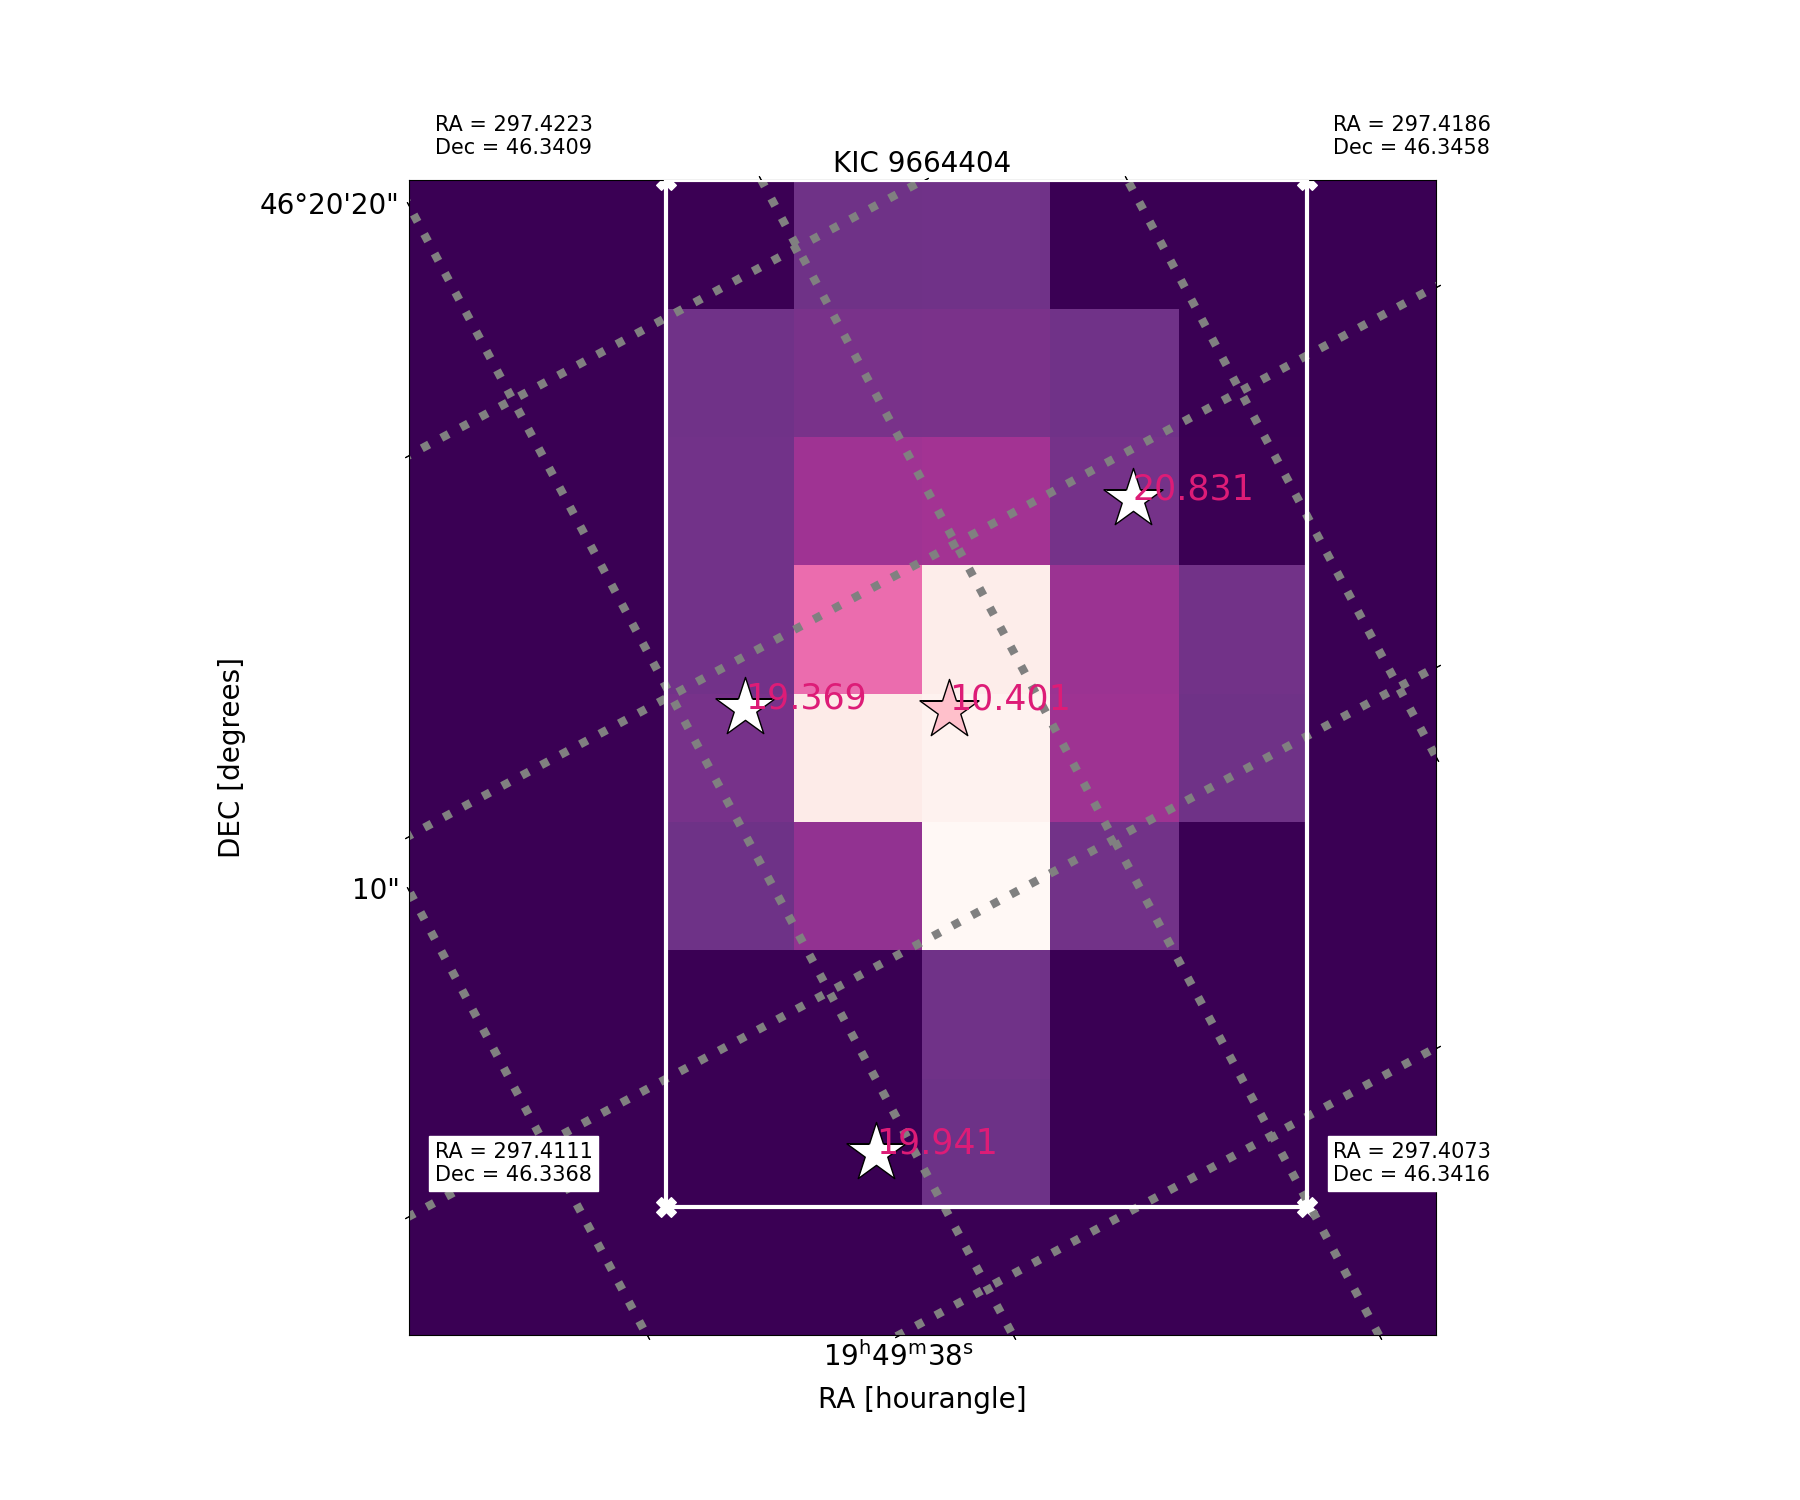 RA = 297.4223
Dec = 46.3409
RA = 297.4186
Dec = 46.3458
KIC 9664404
46°20'20"
20.831
19.369
10.401
DEC [degrees]
10"
19.941
RA = 297.4111
Dec = 46.3368
RA = 297.4073
Dec = 46.3416
19ʰ49ᵐ38ˢ
RA [hourangle]